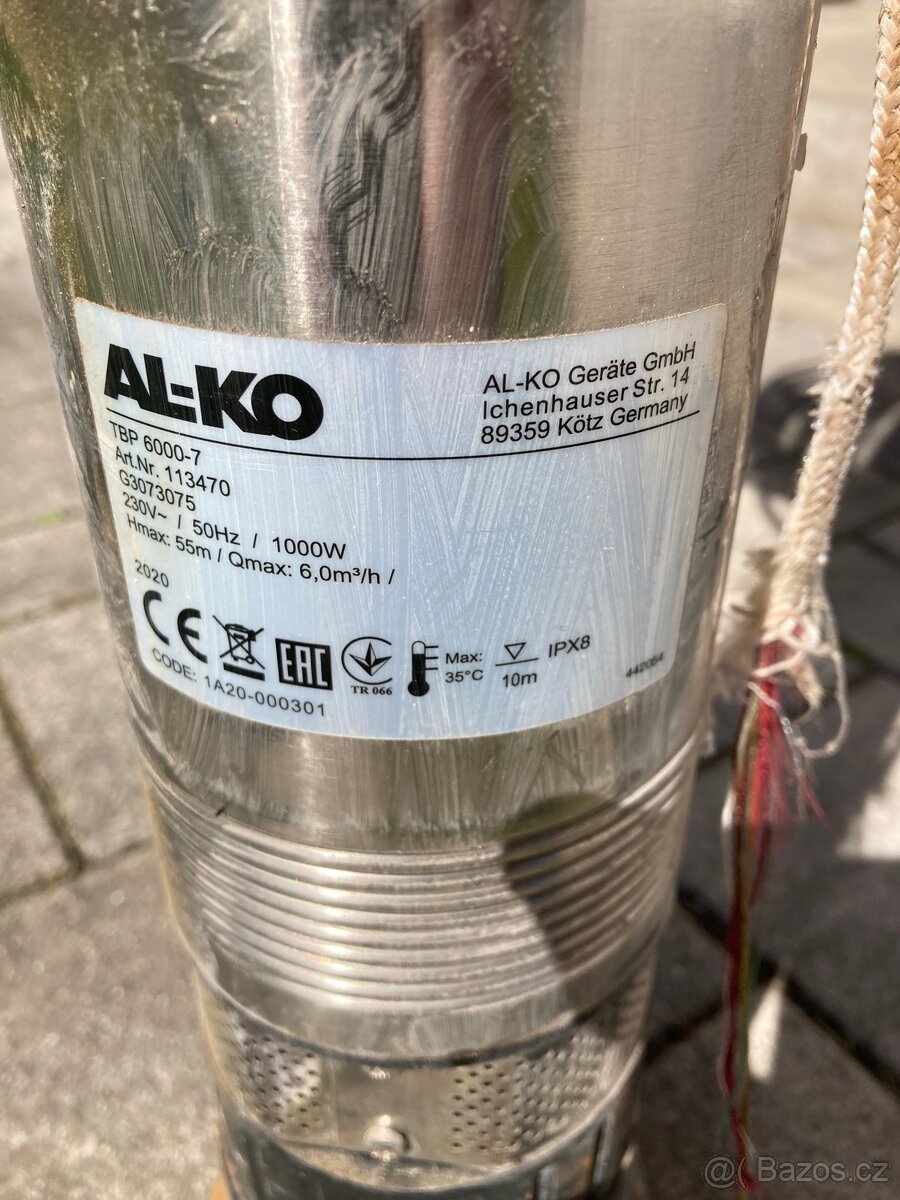 AL-KO
AL-KO Geräte GmbH
Ichenhauser Str. 14
89359 Kötz Germany
TBP 6000-7
Art.Nr. 113470
G3073075
230V~ / 50Hz / 1000W
Hmax: 55m / Qmax: 6,0m³/h /
2020
CE EAC TR 066 Max: 35°C 10m IPX8
CODE: 1A20-000301
442054
@( Bazos.cz